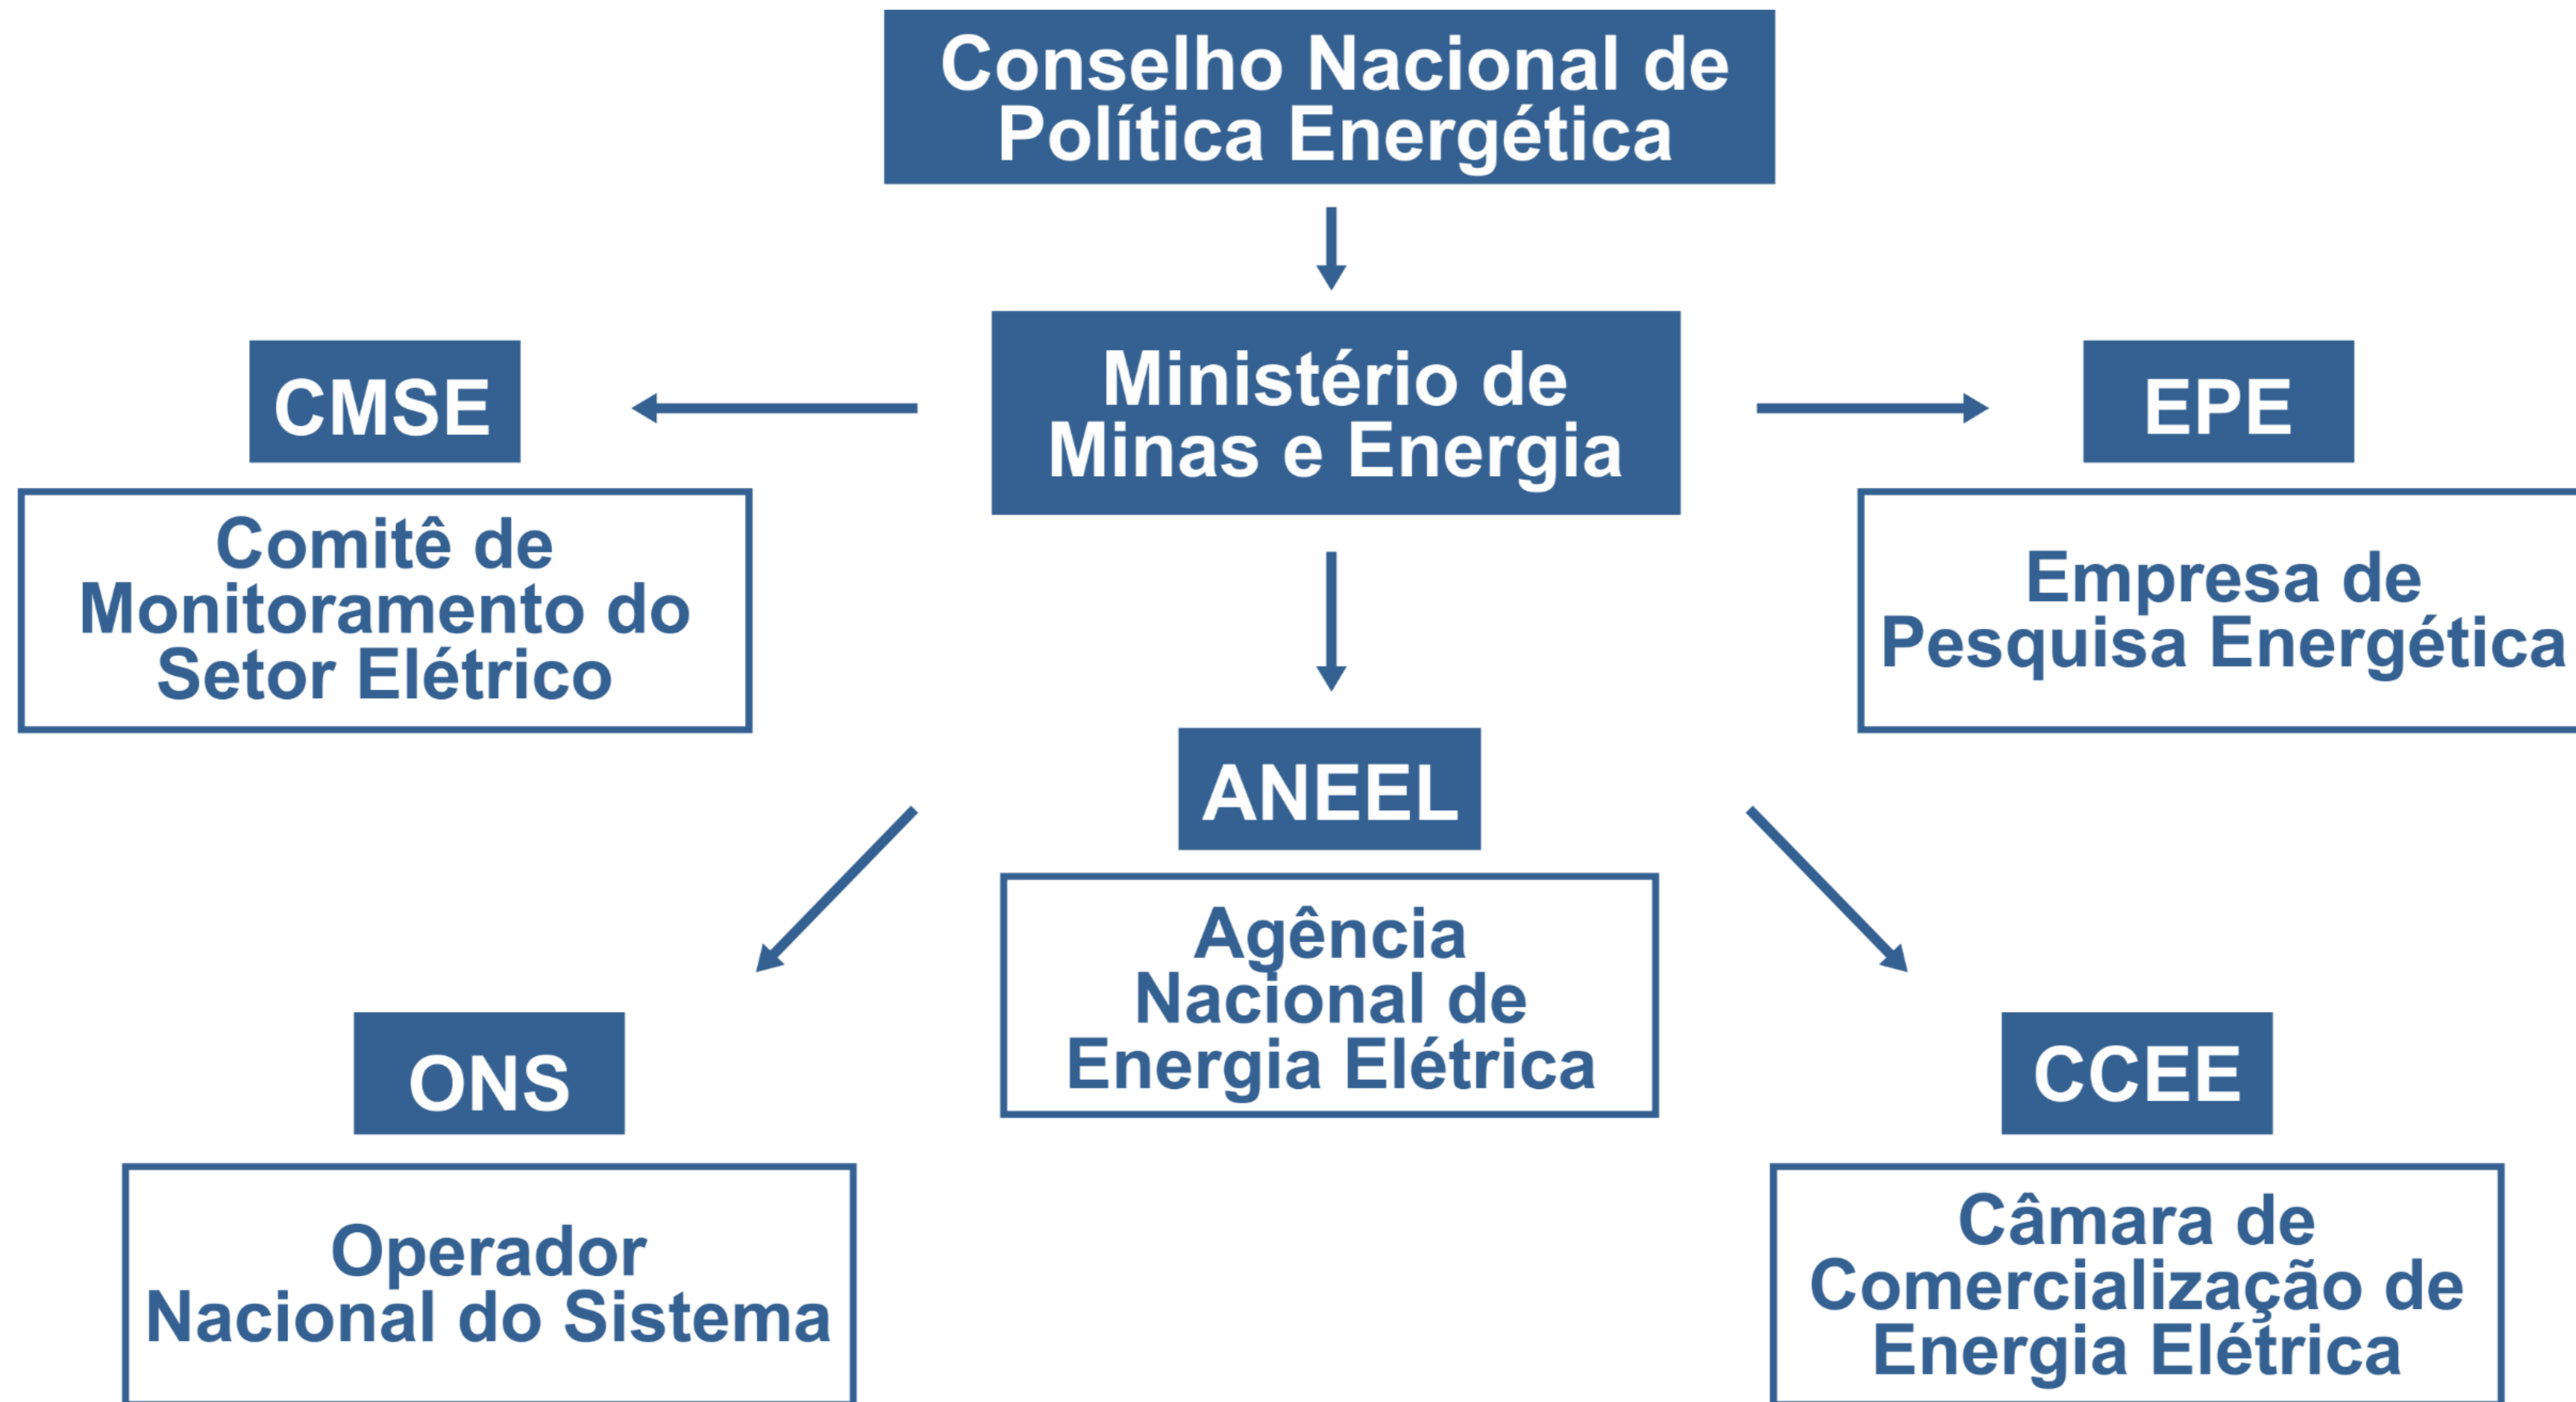 Conselho Nacional de
Política Energética
Ministério de
Minas e Energia
CMSE
Comitê de
Monitoramento do
Setor Elétrico
EPE
Empresa de
Pesquisa Energética
ANEEL
Agência
Nacional de
Energia Elétrica
ONS
Operador
Nacional do Sistema
CCEE
Câmara de
Comercialização de
Energia Elétrica